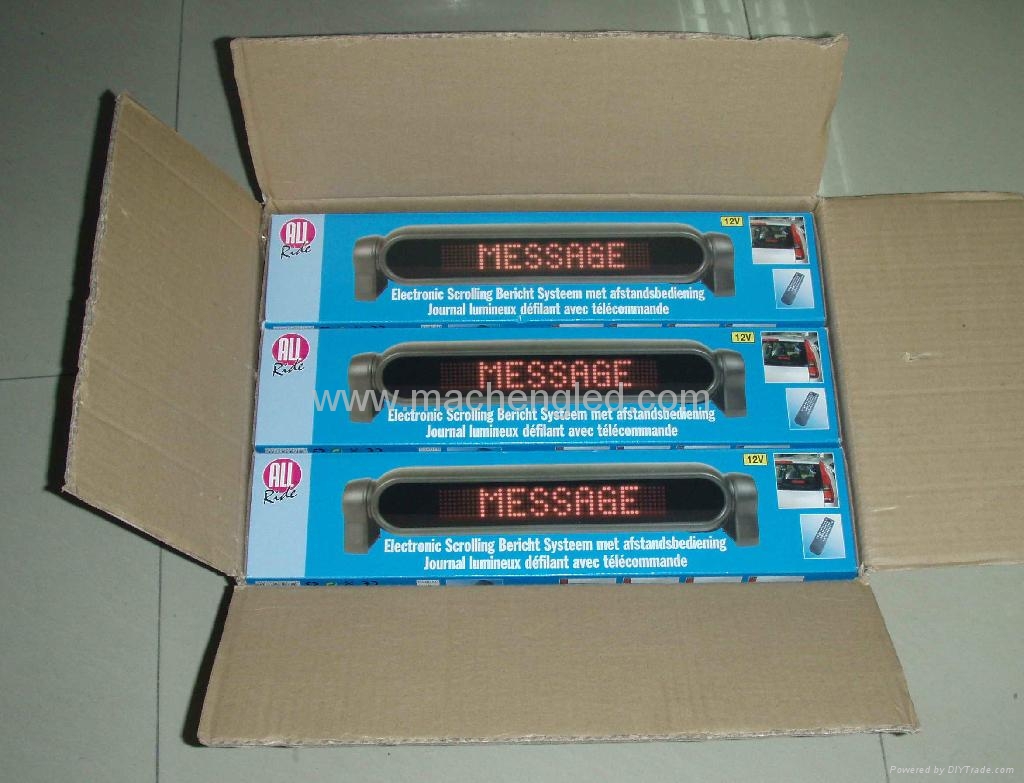 ALL
Ride
12V
MESSAGE
Electronic Scrolling Bericht Systeem met afstandsbediening
Journal lumineux défilant avec télécommande
ALL
Ride
12V
MESSAGE
www.machengled.com
Electronic Scrolling Bericht Systeem met afstandsbediening
Journal lumineux défilant avec télécommande
ALL
Ride
12V
MESSAGE
Electronic Scrolling Bericht Systeem met afstandsbediening
Journal lumineux défilant avec télécommande
Powered by DIYTrade.com